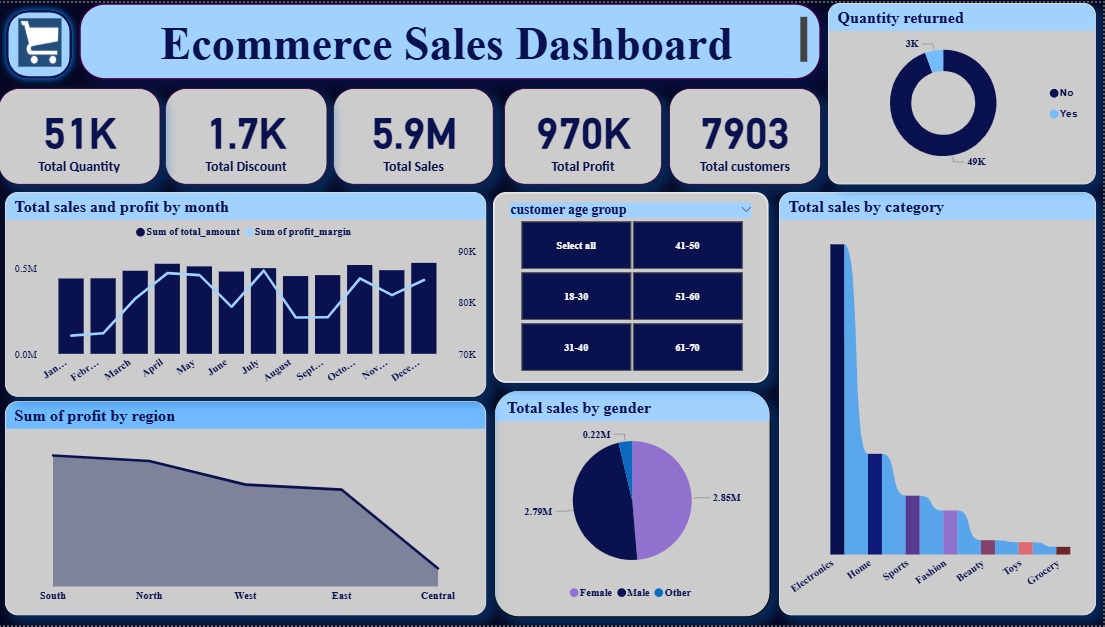 Ecommerce Sales Dashboard
Quantity returned
3K
49K
No
Yes
51K
Total Quantity
1.7K
Total Discount
5.9M
Total Sales
970K
Total Profit
7903
Total customers
Total sales and profit by month
Sum of total_amount Sum of profit_margin
0.5M
0.0M
90K
80K
70K
Jan… Febr… March April May June July August Sept… Octo… Nov… Dece…
customer age group
Select all 41-50
18-30 51-60
31-40 61-70
Total sales by category
Electronics Home Sports Fashion Beauty Toys Grocery
Sum of profit by region
South North West East Central
Total sales by gender
0.22M
2.85M
2.79M
Female Male Other